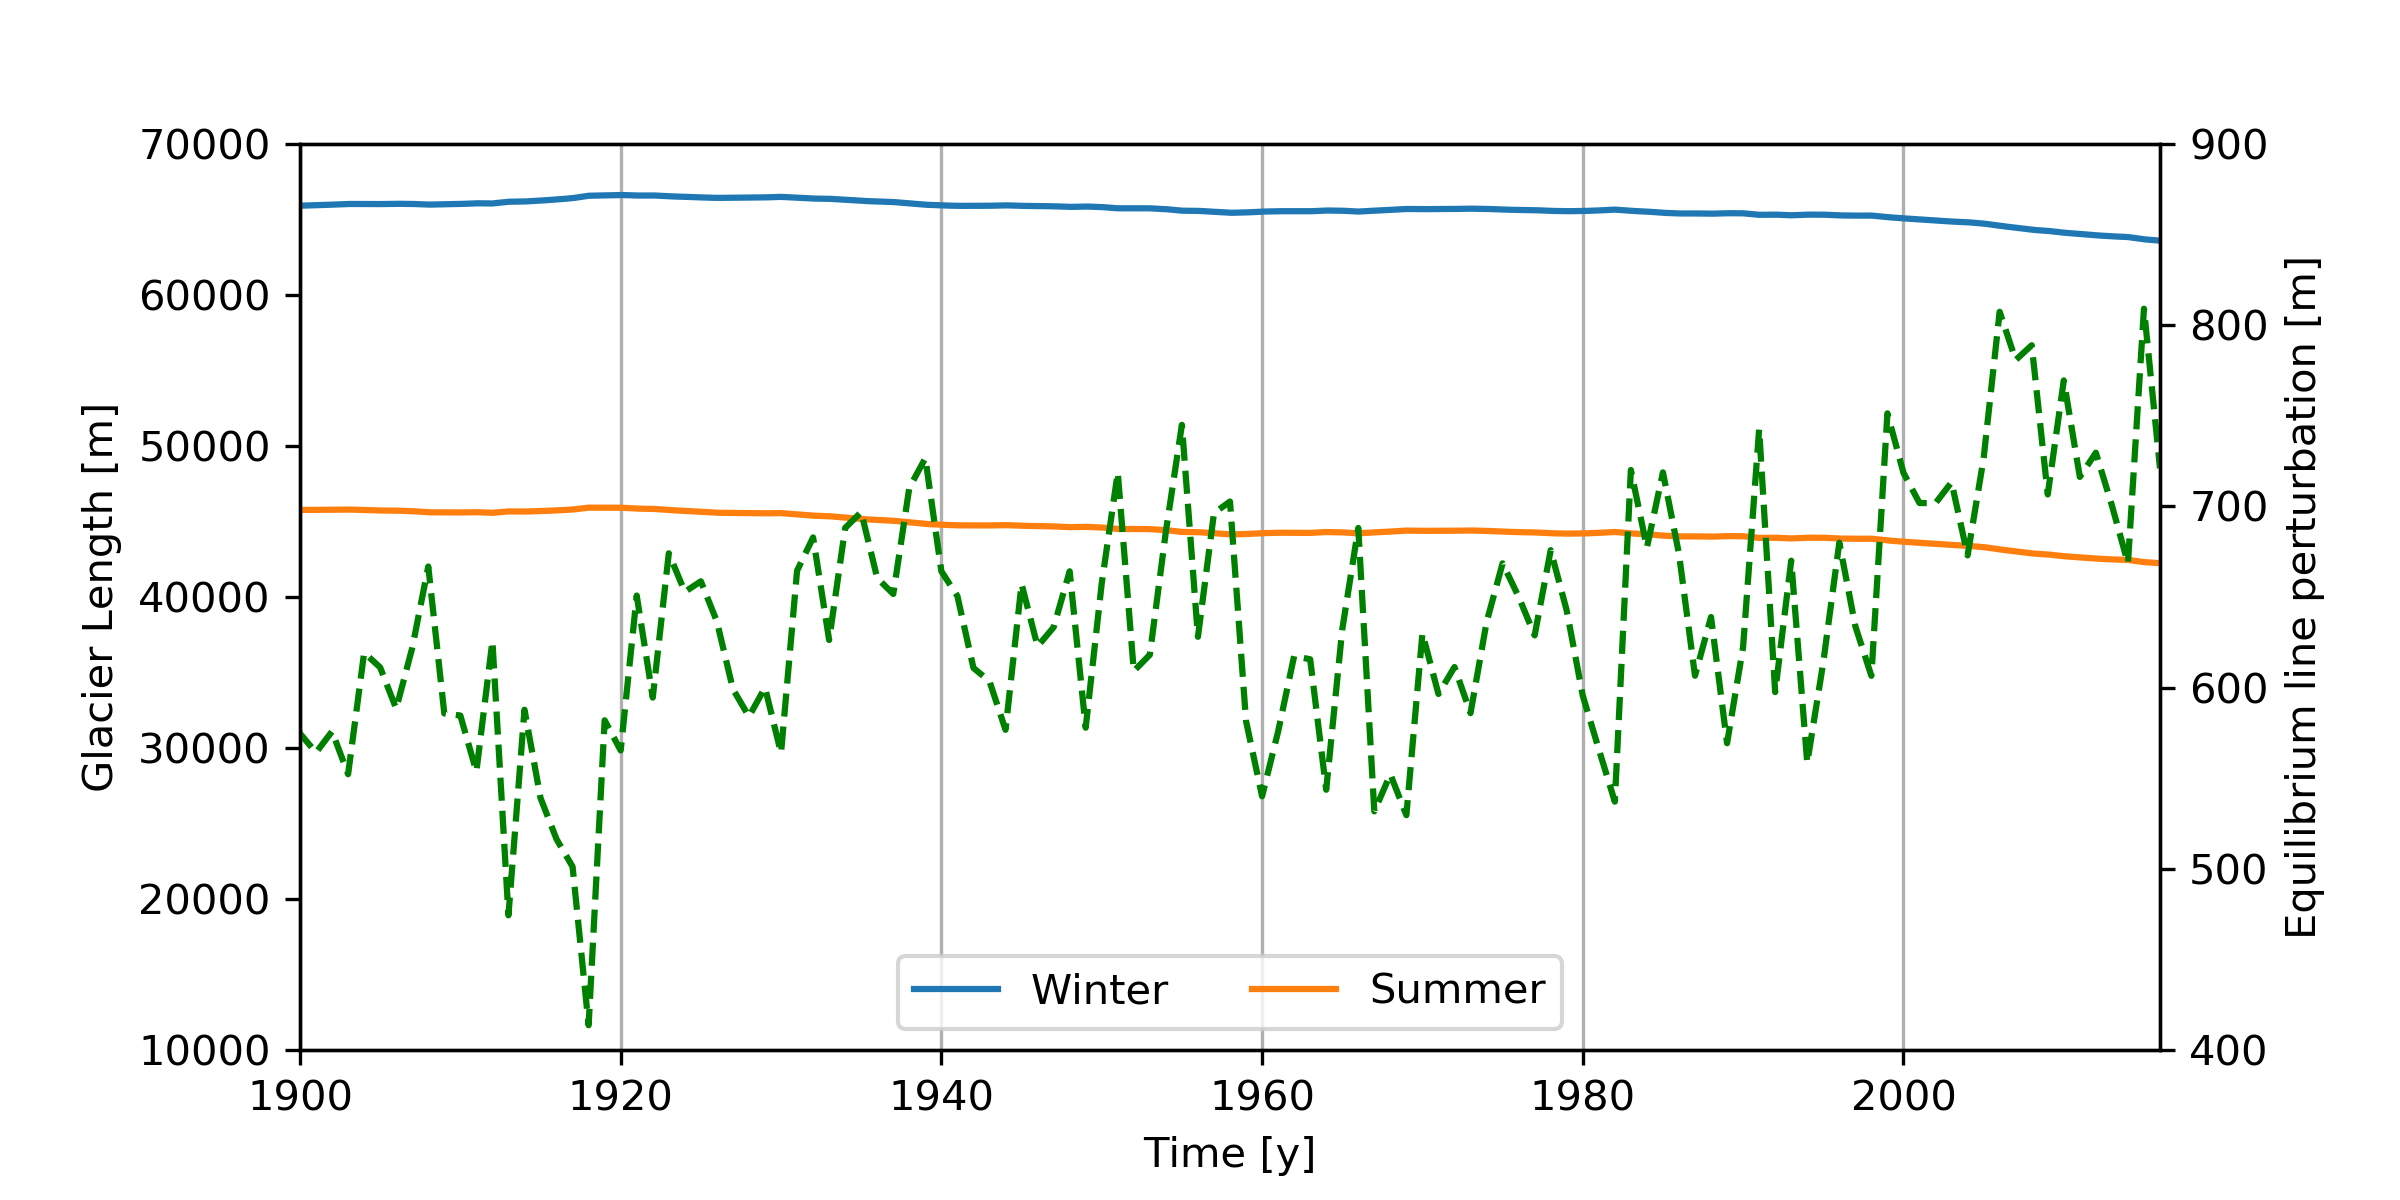 70000
60000
50000
40000
30000
20000
10000
Glacier Length [m]
900
800
700
600
500
400
Equilibrium line perturbation [m]
Winter Summer
1900 1920 1940 1960 1980 2000
Time [y]